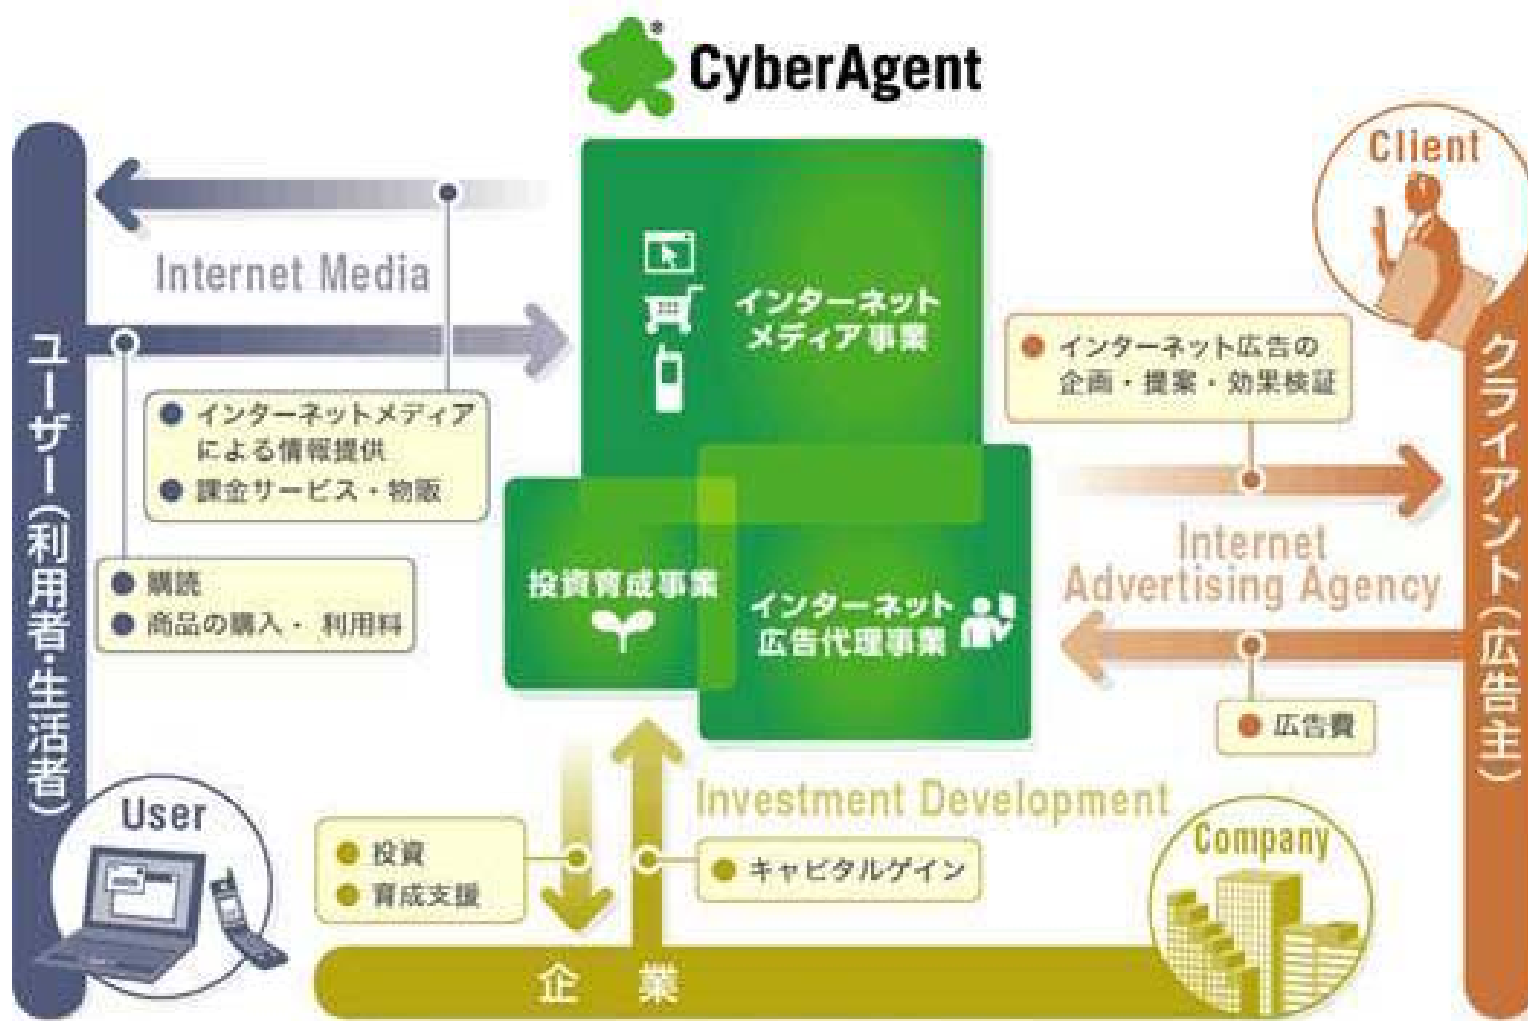 CyberAgent
®
Client
Internet Media
インターネット
メディア事業
インターネット広告の
企画・提案・効果検証
インターネットメディア
による情報提供
課金サービス・物販
購読
商品の購入・利用料
ユーザー(利用者・生活者)
クライアント(広告主)
投資育成事業
インターネット
広告代理事業
Internet
Advertising Agency
広告費
User
投資
育成支援
Investment Development
キャピタルゲイン
Company
企業